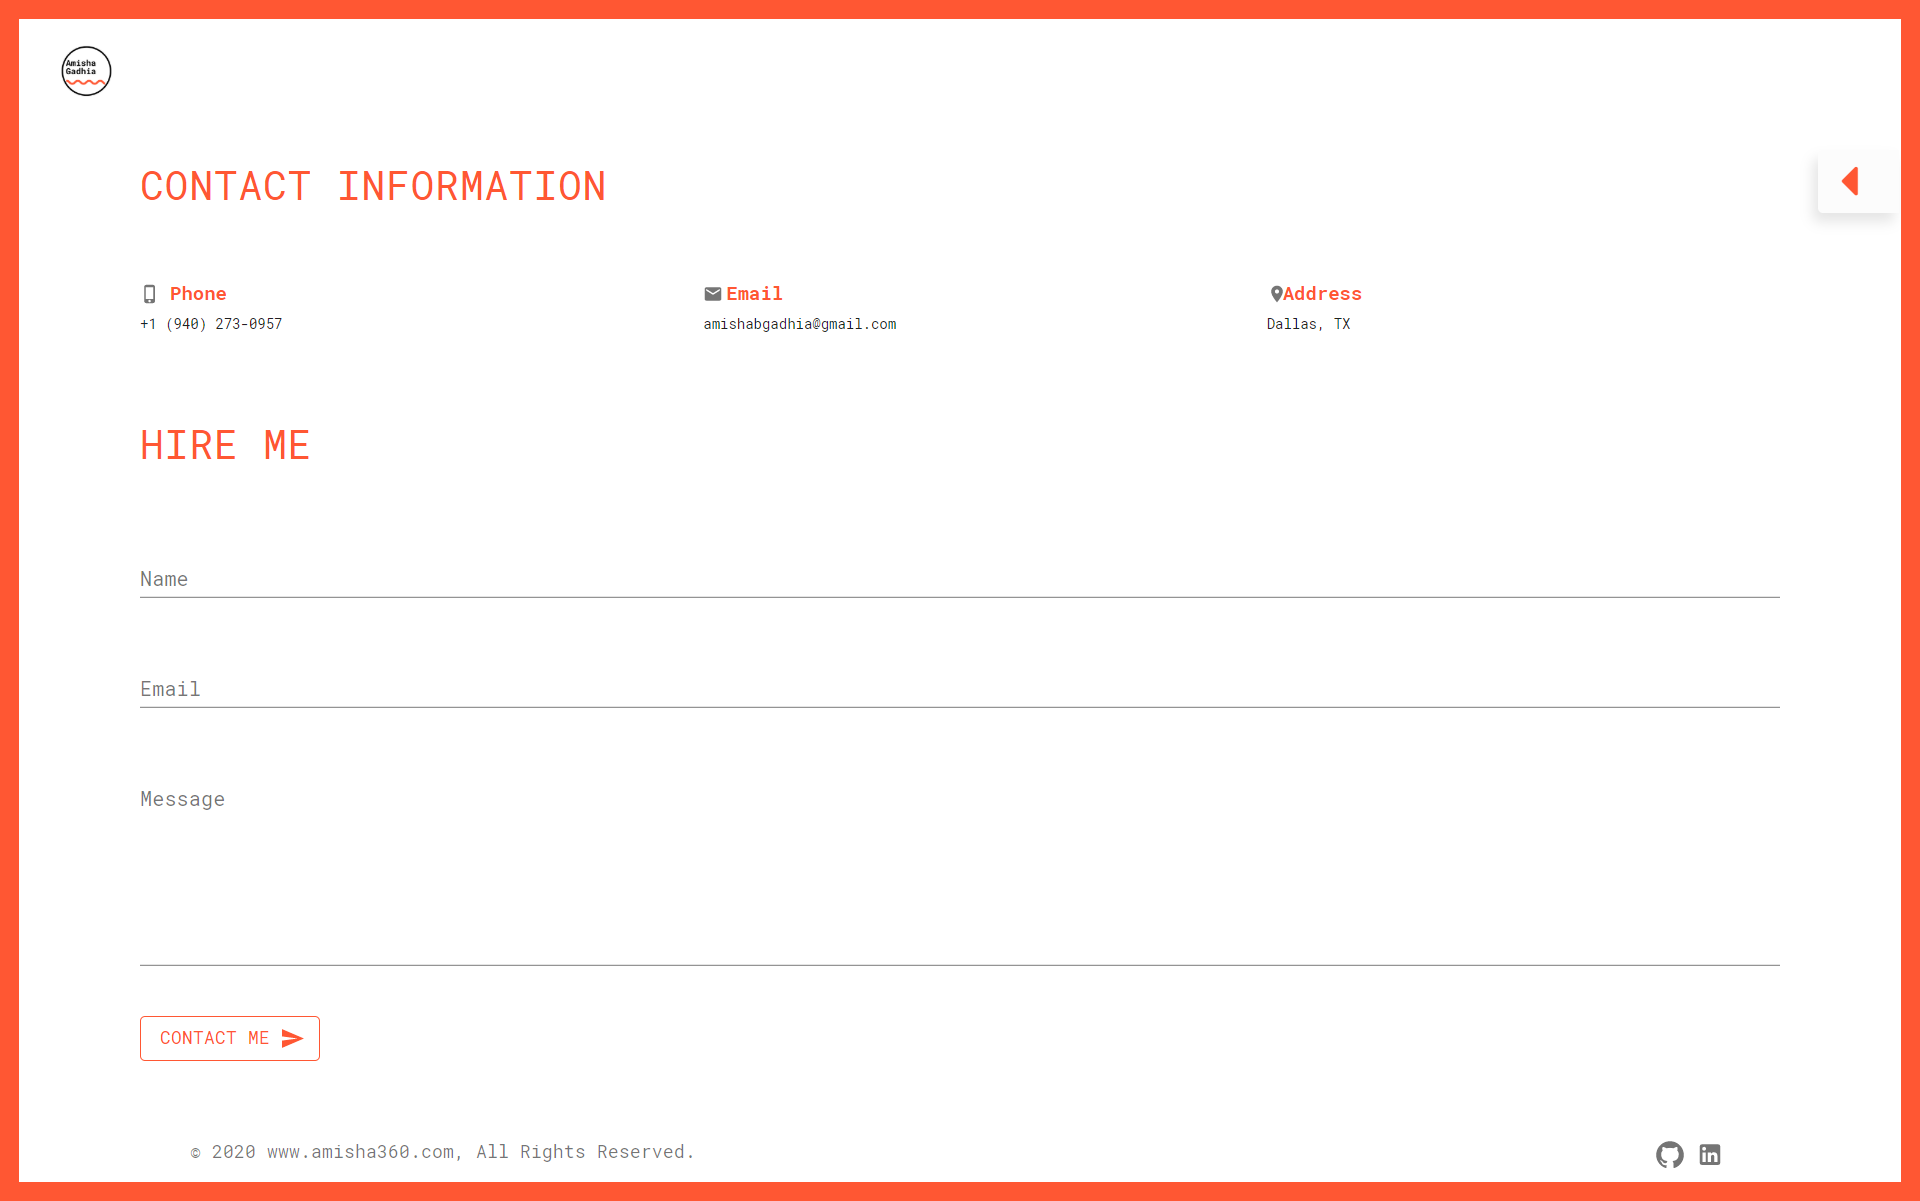 Amisha
Gadhia
CONTACT INFORMATION
Phone
+1 (940) 273-0957
Email
amishabgadhia@gmail.com
Address
Dallas, TX
HIRE ME
Name
Email
Message
CONTACT ME
© 2020 www.amisha360.com, All Rights Reserved.